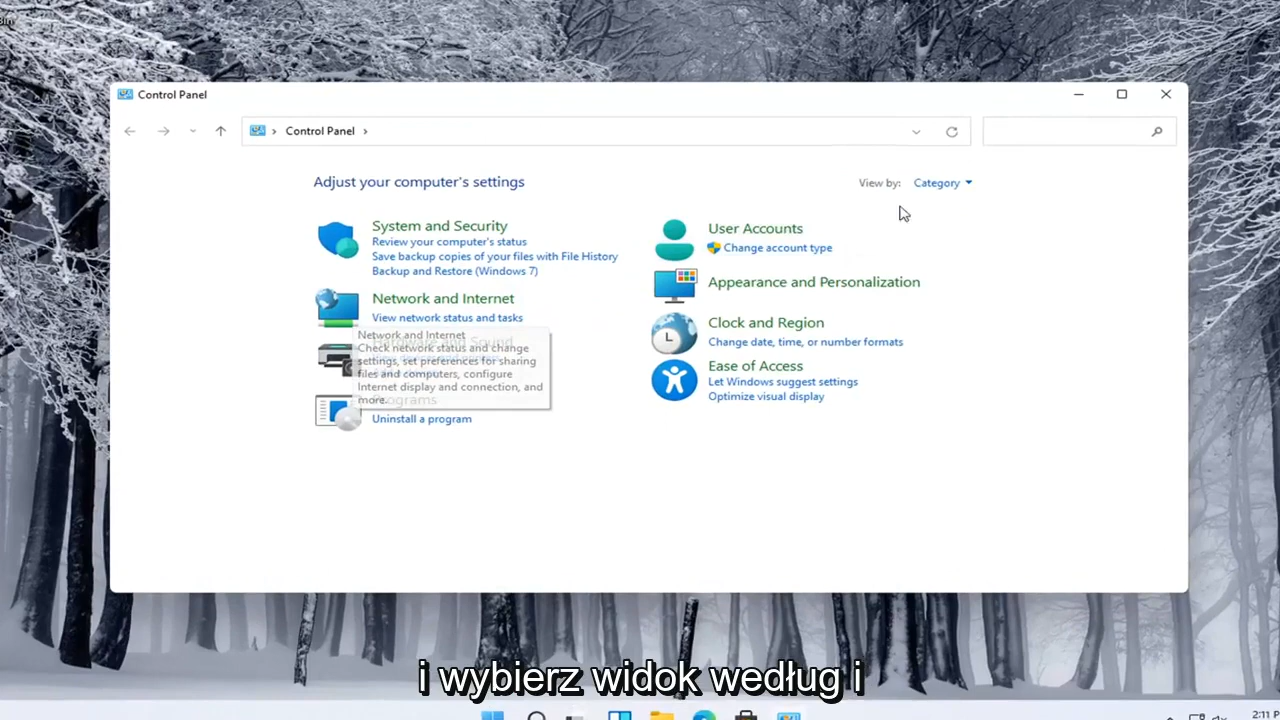 Control Panel
Control Panel
Adjust your computer's settings
View by: Category
System and Security
Review your computer's status
Save backup copies of your files with File History
Backup and Restore (Windows 7)
Network and Internet
View network status and tasks
Network and Internet
Check network status and change
settings, set preferences for sharing
files and computers, configure
Internet display and connection, and
more.
Programs
Uninstall a program
User Accounts
Change account type
Appearance and Personalization
Clock and Region
Change date, time, or number formats
Ease of Access
Let Windows suggest settings
Optimize visual display
i wybierz widok według i
2:11 P